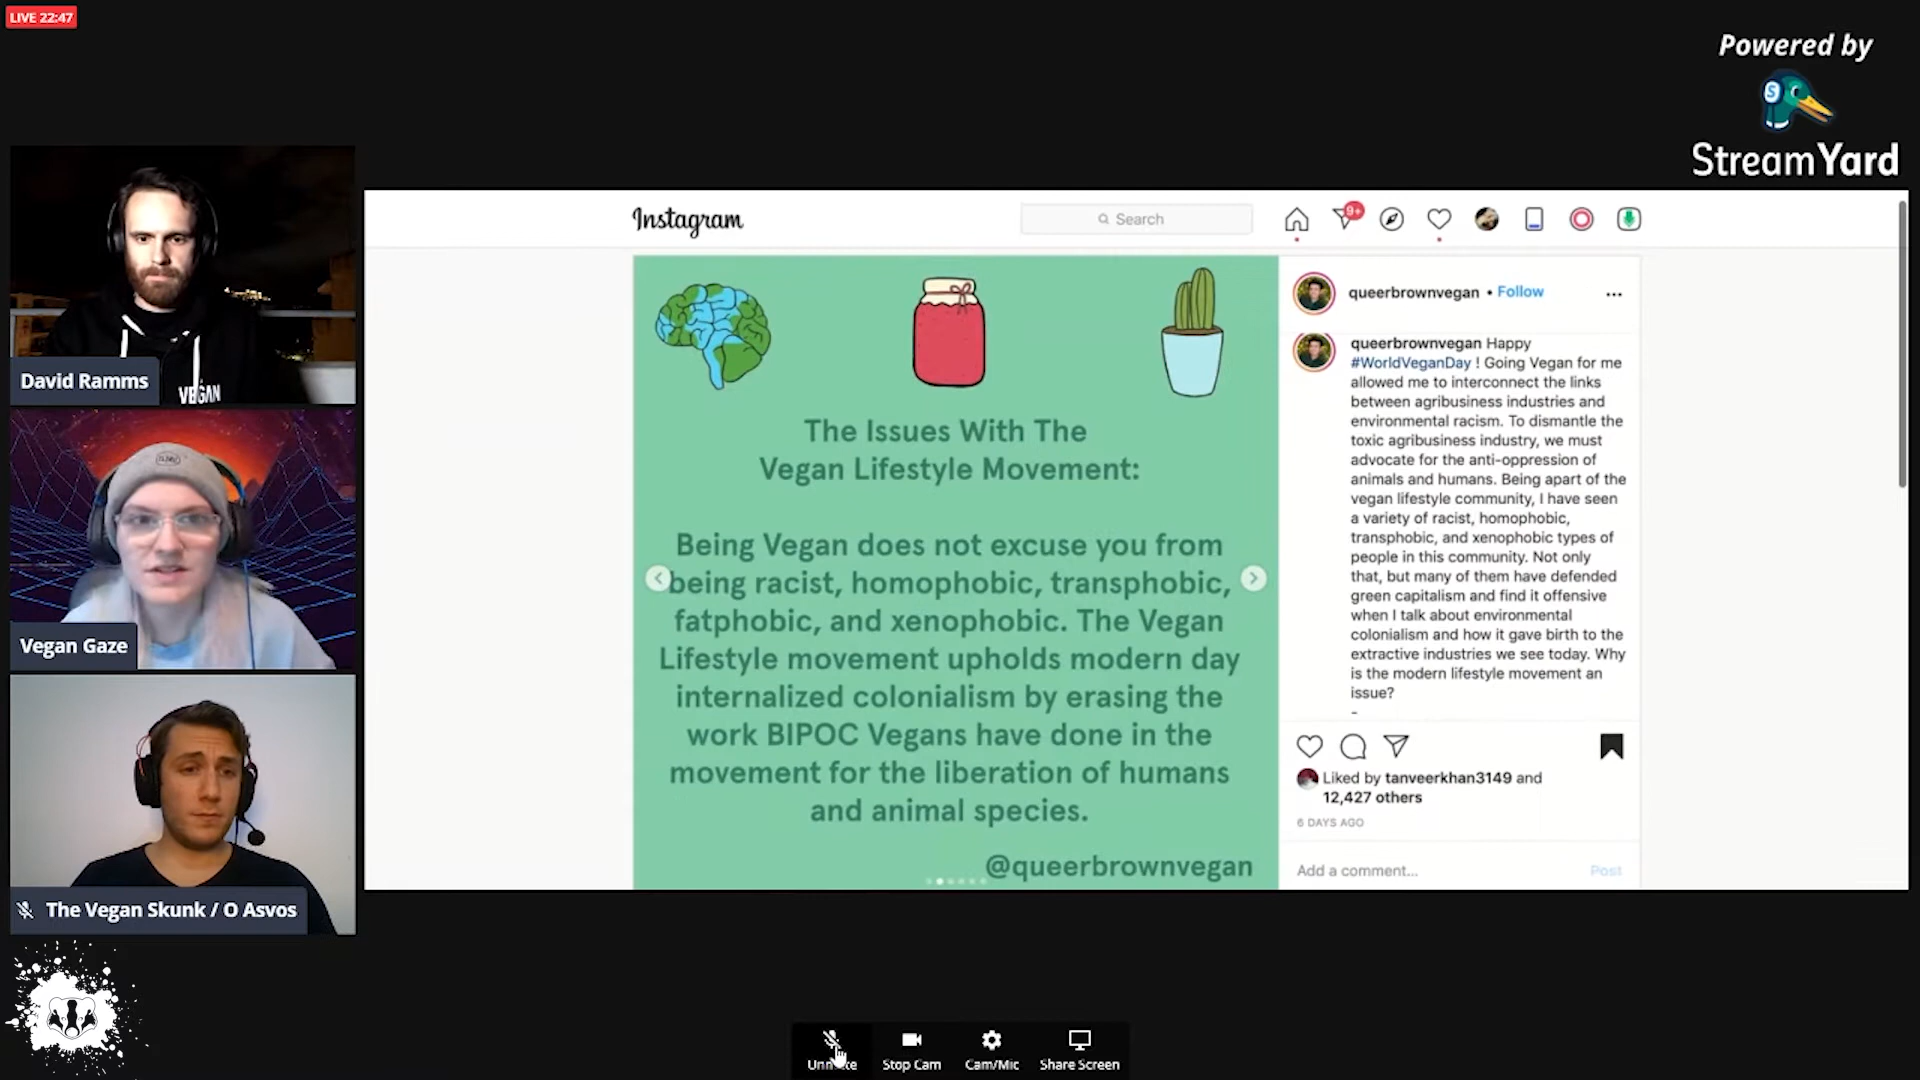 LIVE 22:47
Powered by
StreamYard
David Ramms
VEGAN
Vegan Gaze
The Vegan Skunk / O Asvos
Instagram
Search
9+
The Issues With The
Vegan Lifestyle Movement:
Being Vegan does not excuse you from
being racist, homophobic, transphobic,
fatphobic, and xenophobic. The Vegan
Lifestyle movement upholds modern day
internalized colonialism by erasing the
work BIPOC Vegans have done in the
movement for the liberation of humans
and animal species.
@queerbrownvegan
queerbrownvegan • Follow
queerbrownvegan Happy
#WorldVeganDay ! Going Vegan for me
allowed me to interconnect the links
between agribusiness industries and
environmental racism. To dismantle the
toxic agribusiness industry, we must
advocate for the anti-oppression of
animals and humans. Being apart of the
vegan lifestyle community, I have seen
a variety of racist, homophobic,
transphobic, and xenophobic types of
people in this community. Not only
that, but many of them have defended
green capitalism and find it offensive
when I talk about environmental
colonialism and how it gave birth to the
extractive industries we see today. Why
is the modern lifestyle movement an
issue?
-
Liked by tanveerkhan3149 and
12,427 others
6 DAYS AGO
Add a comment...
Post
Stop Cam
Cam/Mic
Share Screen